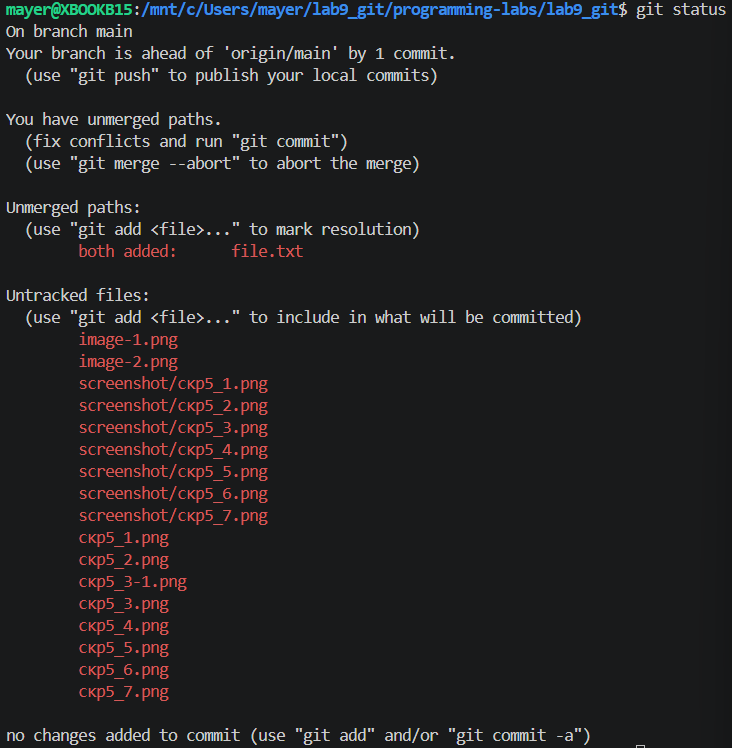 mayer@XBOOKB15:/mnt/c/Users/mayer/lab9_git/programming-labs/lab9_git$ git status
On branch main
Your branch is ahead of 'origin/main' by 1 commit.
  (use "git push" to publish your local commits)

You have unmerged paths.
  (fix conflicts and run "git commit")
  (use "git merge --abort" to abort the merge)

Unmerged paths:
  (use "git add <file>..." to mark resolution)
        both added:      file.txt

Untracked files:
  (use "git add <file>..." to include in what will be committed)
        image-1.png
        image-2.png
        screenshot/скр5_1.png
        screenshot/скр5_2.png
        screenshot/скр5_3.png
        screenshot/скр5_4.png
        screenshot/скр5_5.png
        screenshot/скр5_6.png
        screenshot/скр5_7.png
        скр5_1.png
        скр5_2.png
        скр5_3-1.png
        скр5_3.png
        скр5_4.png
        скр5_5.png
        скр5_6.png
        скр5_7.png

no changes added to commit (use "git add" and/or "git commit -a")